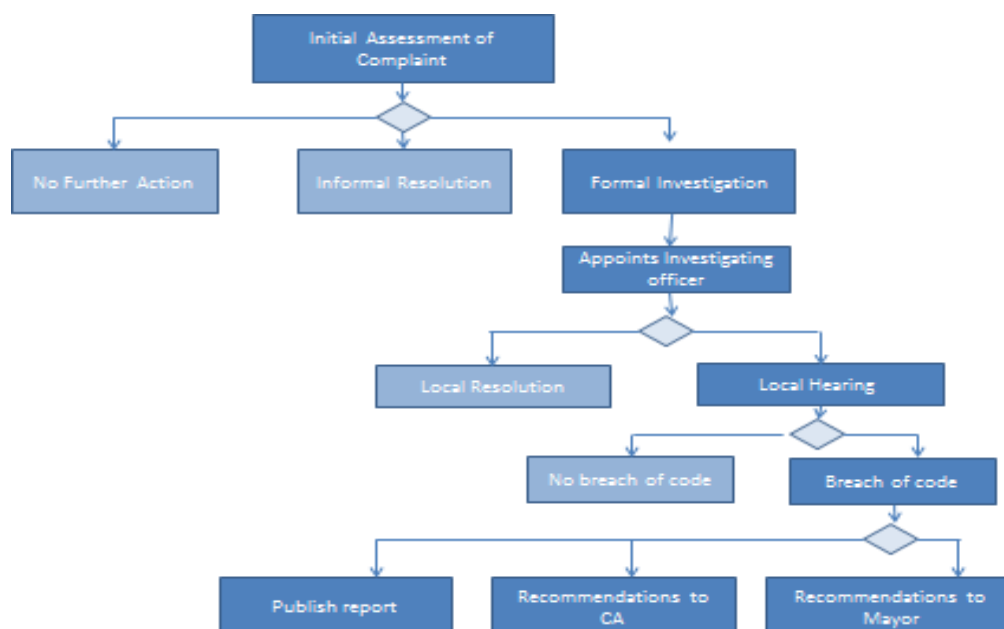 Initial Assessment of
Complaint
No Further Action
Informal Resolution
Formal Investigation
Appoints Investigating
officer
Local Resolution
Local Hearing
No breach of code
Breach of code
Publish report
Recommendations to
CA
Recommendations to
Mayor